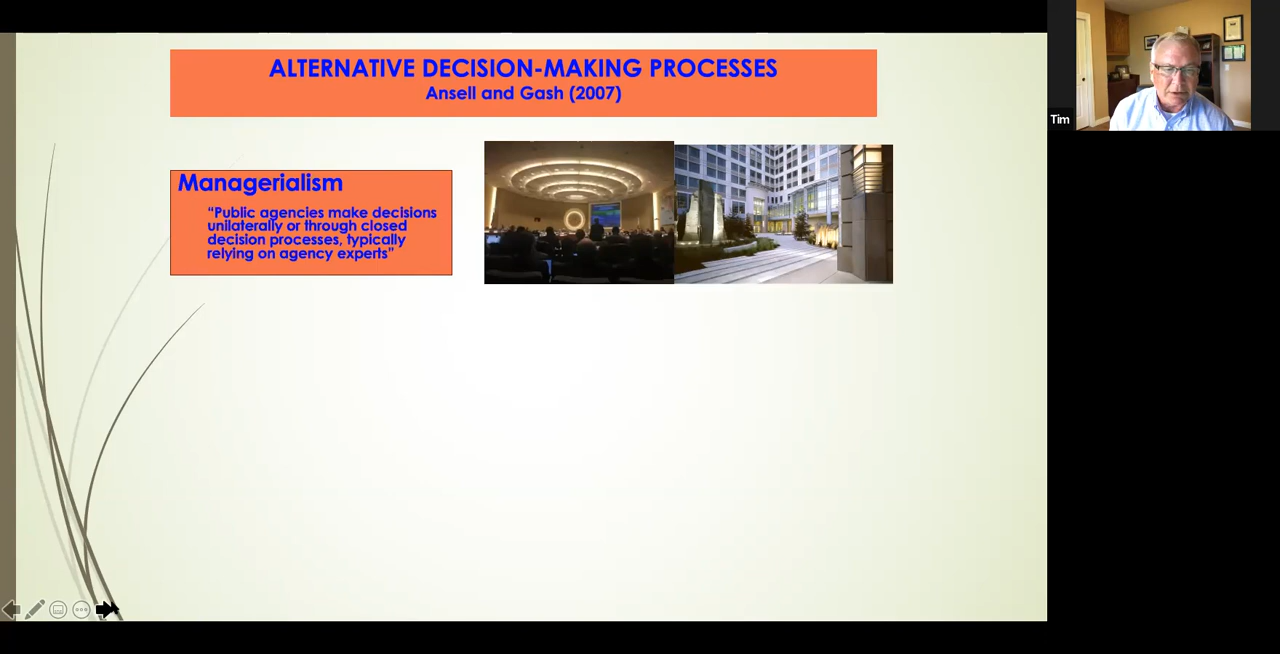 ALTERNATIVE DECISION-MAKING PROCESSES
Ansell and Gash (2007)
Managerialism
“Public agencies make decisions
unilaterally or through closed
decision processes, typically
relying on agency experts”
Tim